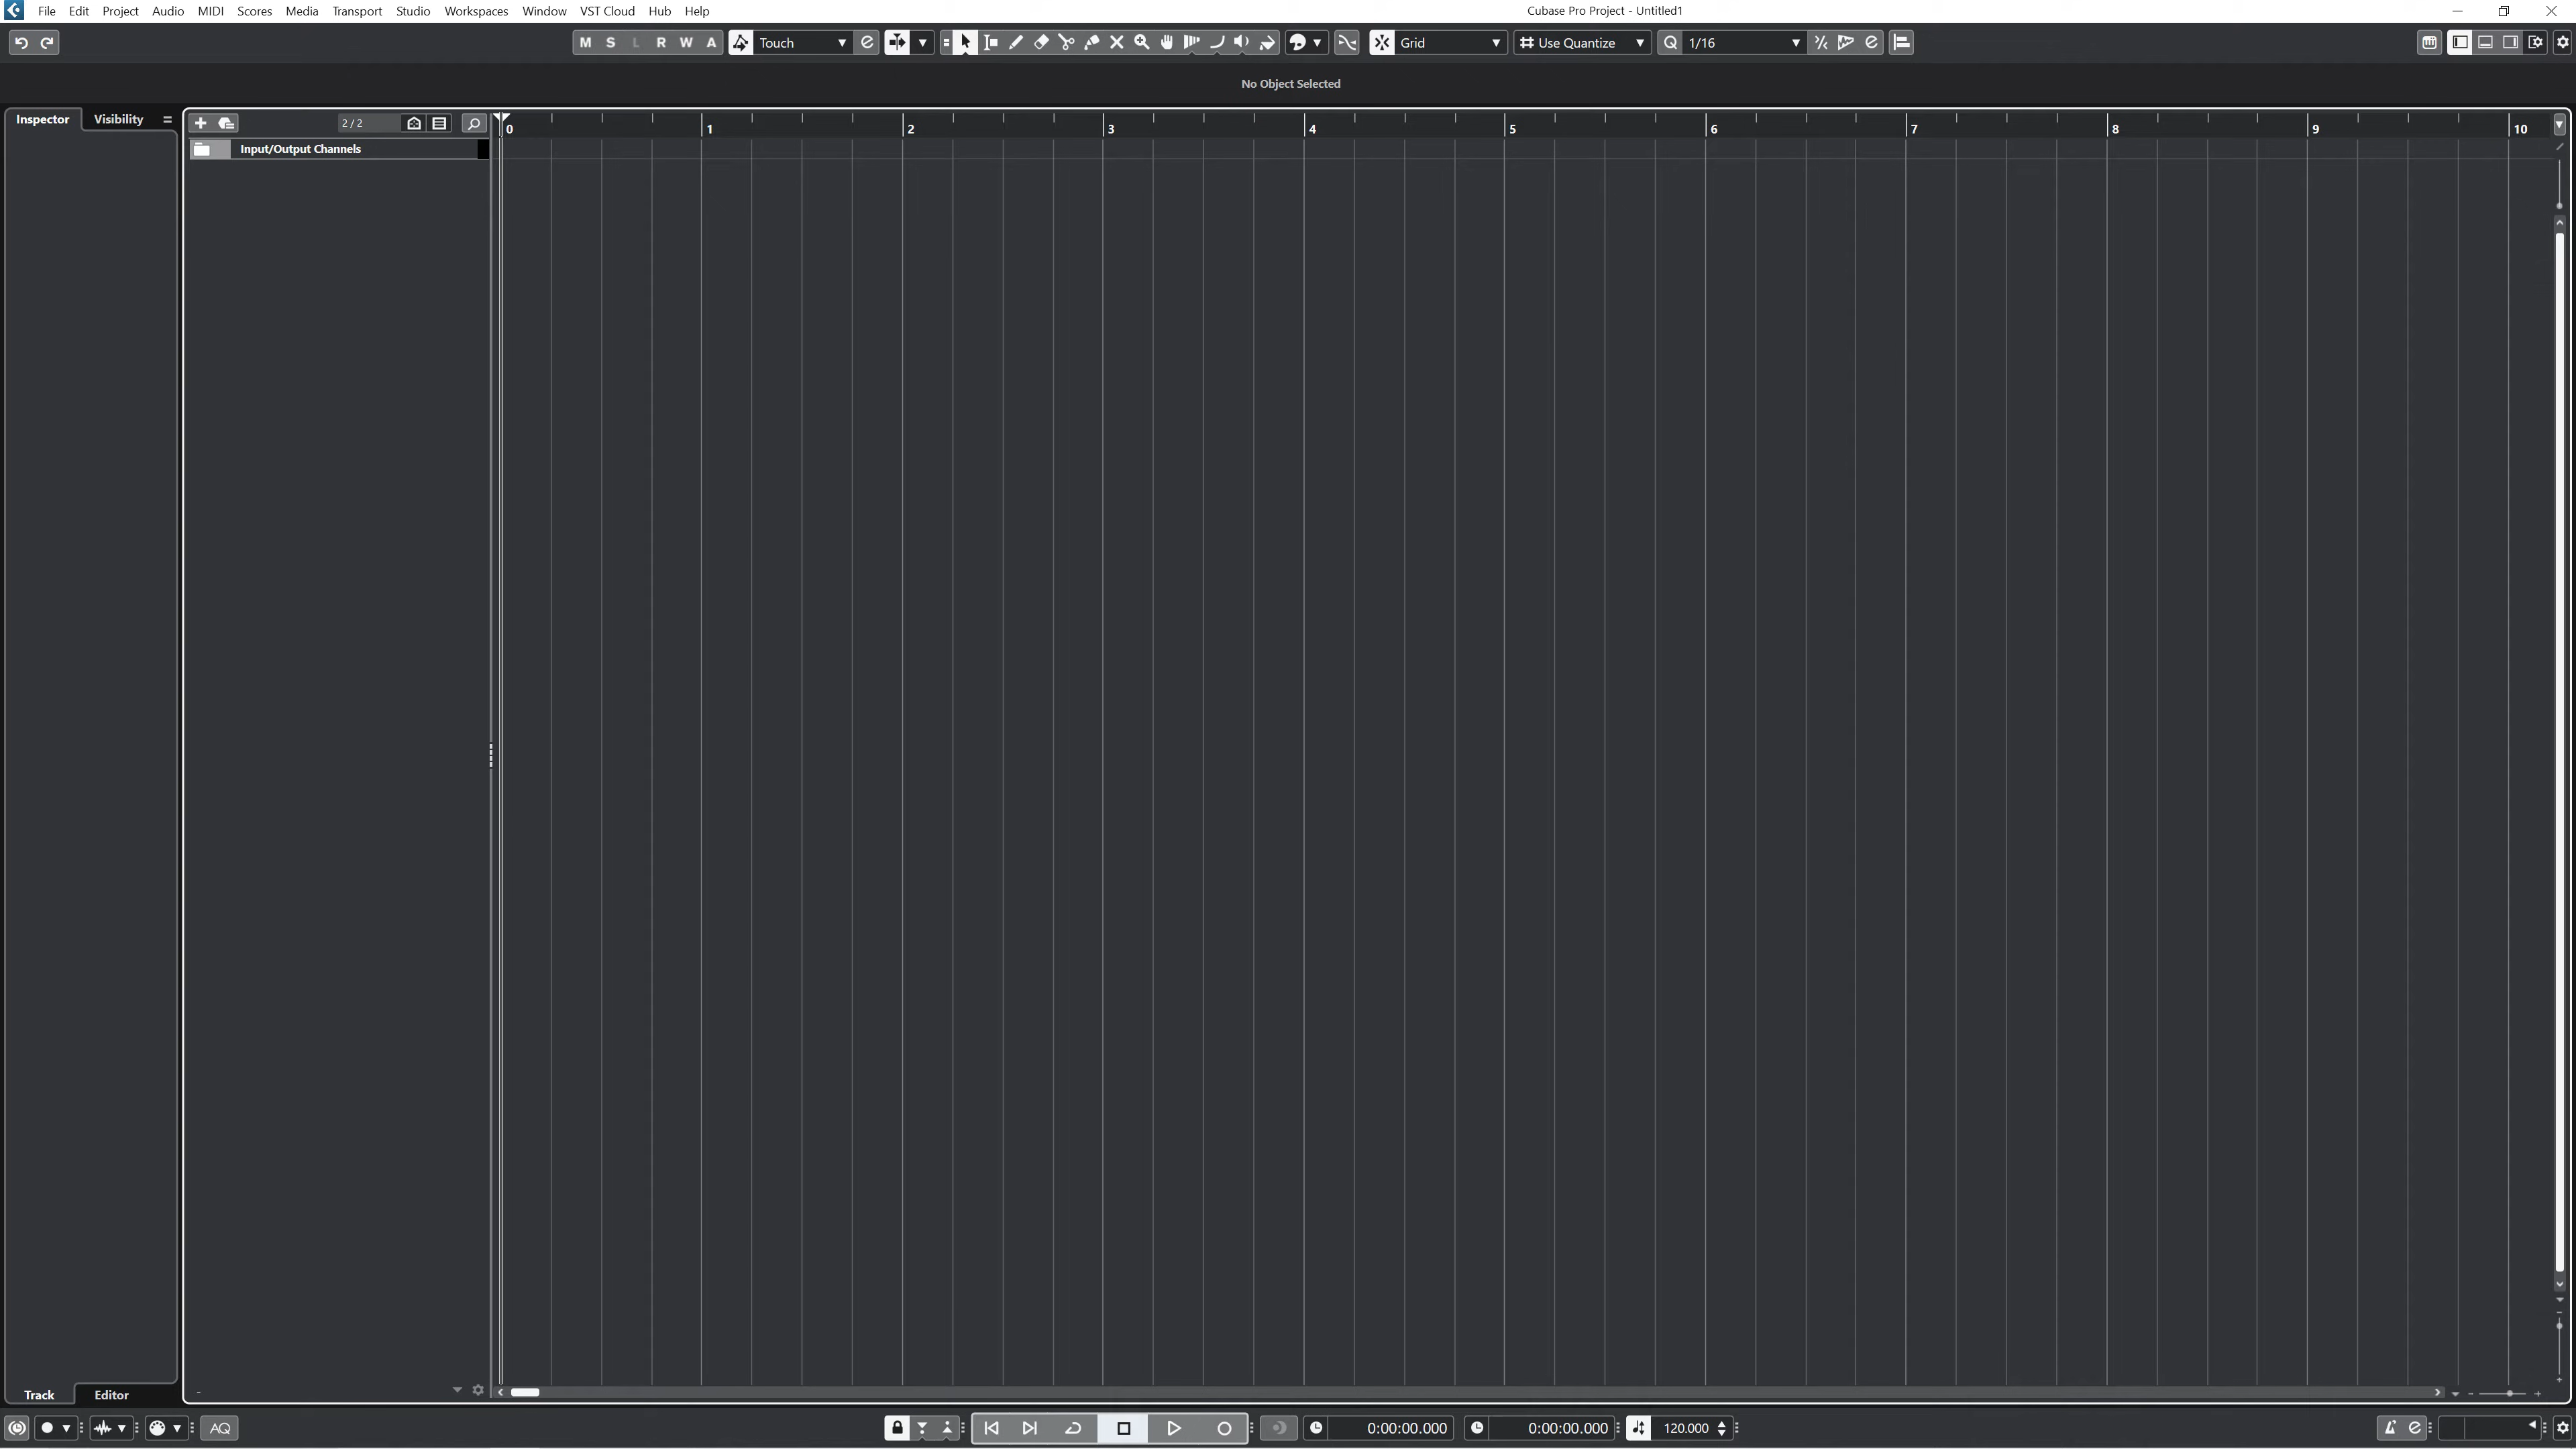 File Edit Project Audio MIDI Scores Media Transport Studio Workspaces Window VST Cloud Hub Help
Cubase Pro Project - Untitled1
M S L R W A Touch e
Grid
Use Quantize
Q 1/16
e
No Object Selected
Inspector Visibility
2 / 2
0 1 2 3 4 5 6 7 8 9 10
Input/Output Channels
Track Editor
-
AQ
0:00:00.000
0:00:00.000
120.000
e